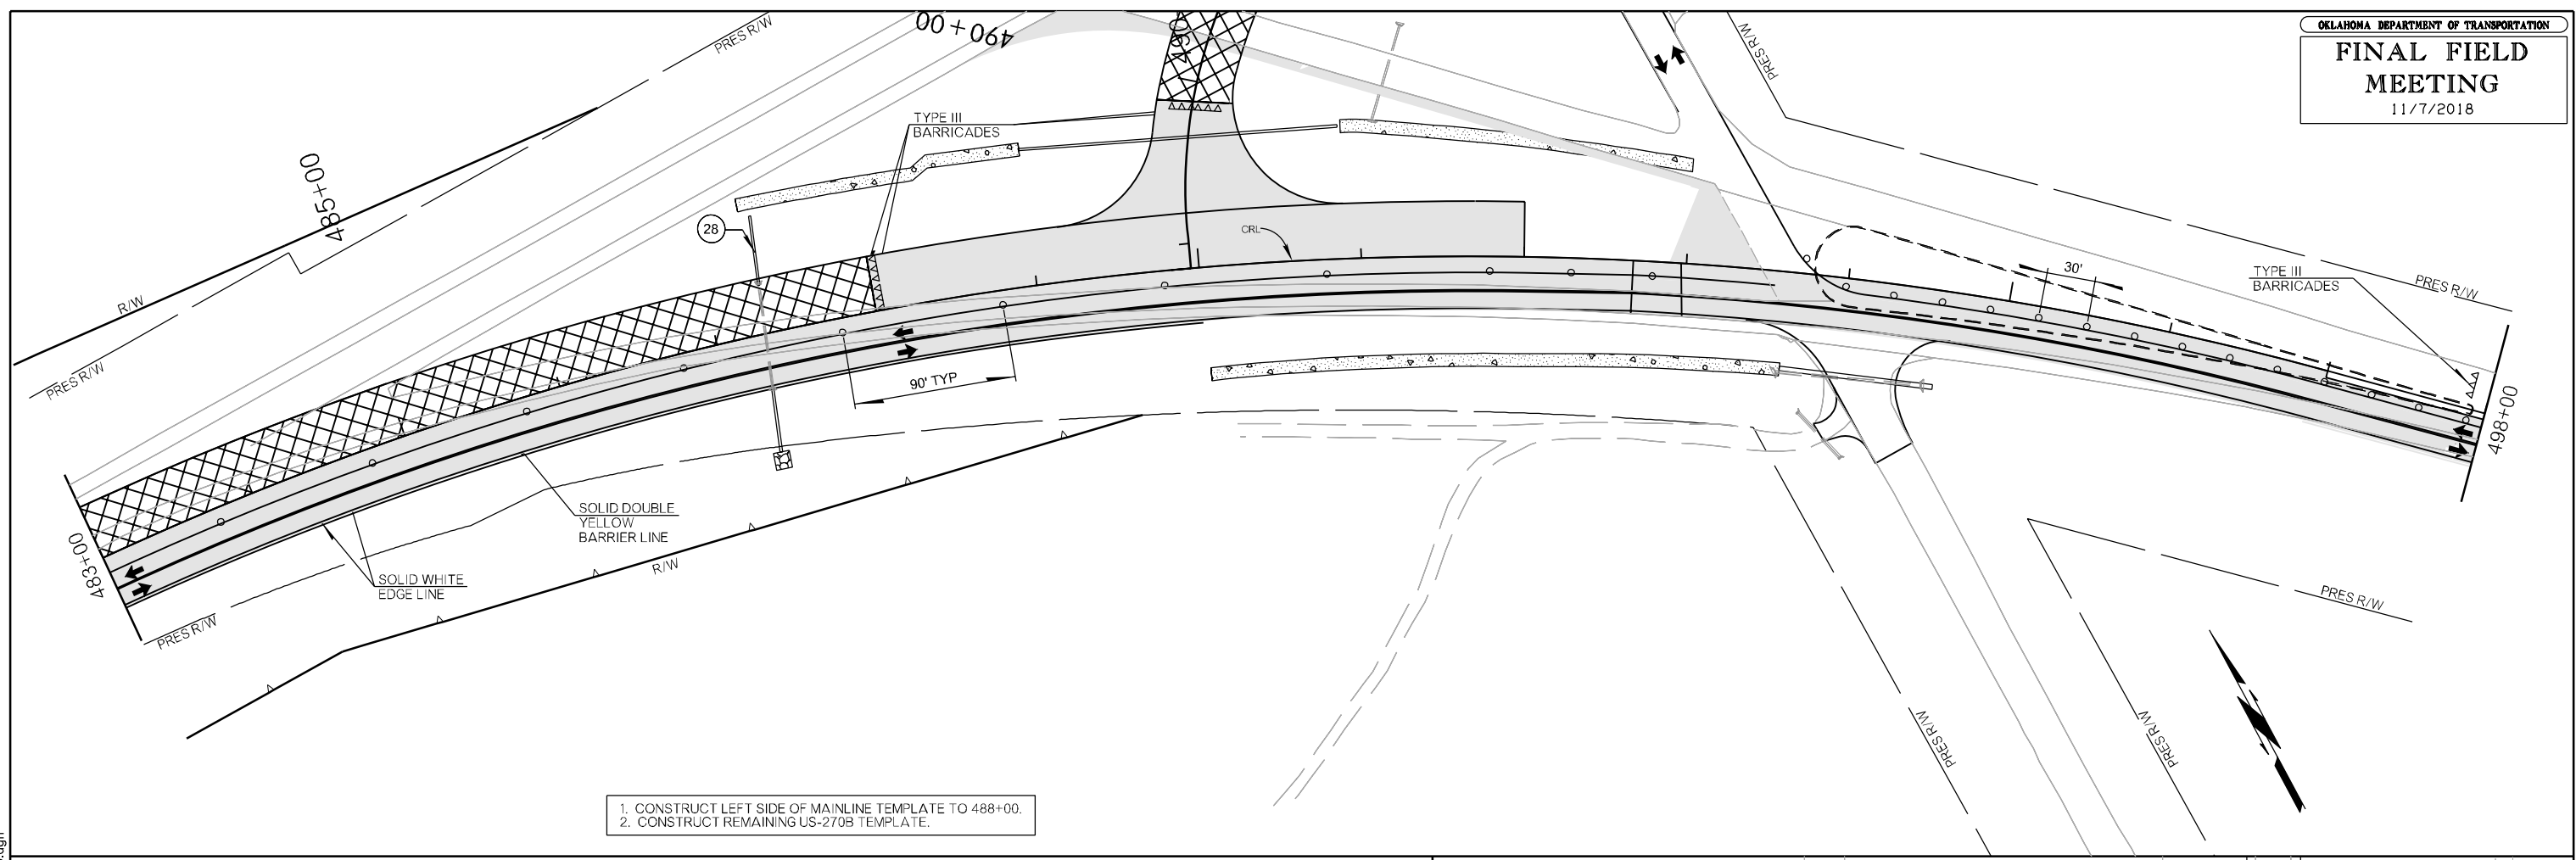 OKLAHOMA DEPARTMENT OF TRANSPORTATION
FINAL FIELD
MEETING
11/7/2018
PRES R/W
490+00
PRES R/W
TYPE III
BARRICADES
485+00
28
CRL
30'
TYPE III
BARRICADES
PRES R/W
R/W
PRES R/W
90' TYP
498+00
SOLID DOUBLE
YELLOW
BARRIER LINE
483+00
R/W
SOLID WHITE
EDGE LINE
PRES R/W
PRES R/W
PRES R/W
PRES R/W
1. CONSTRUCT LEFT SIDE OF MAINLINE TEMPLATE TO 488+00.
2. CONSTRUCT REMAINING US-270B TEMPLATE.